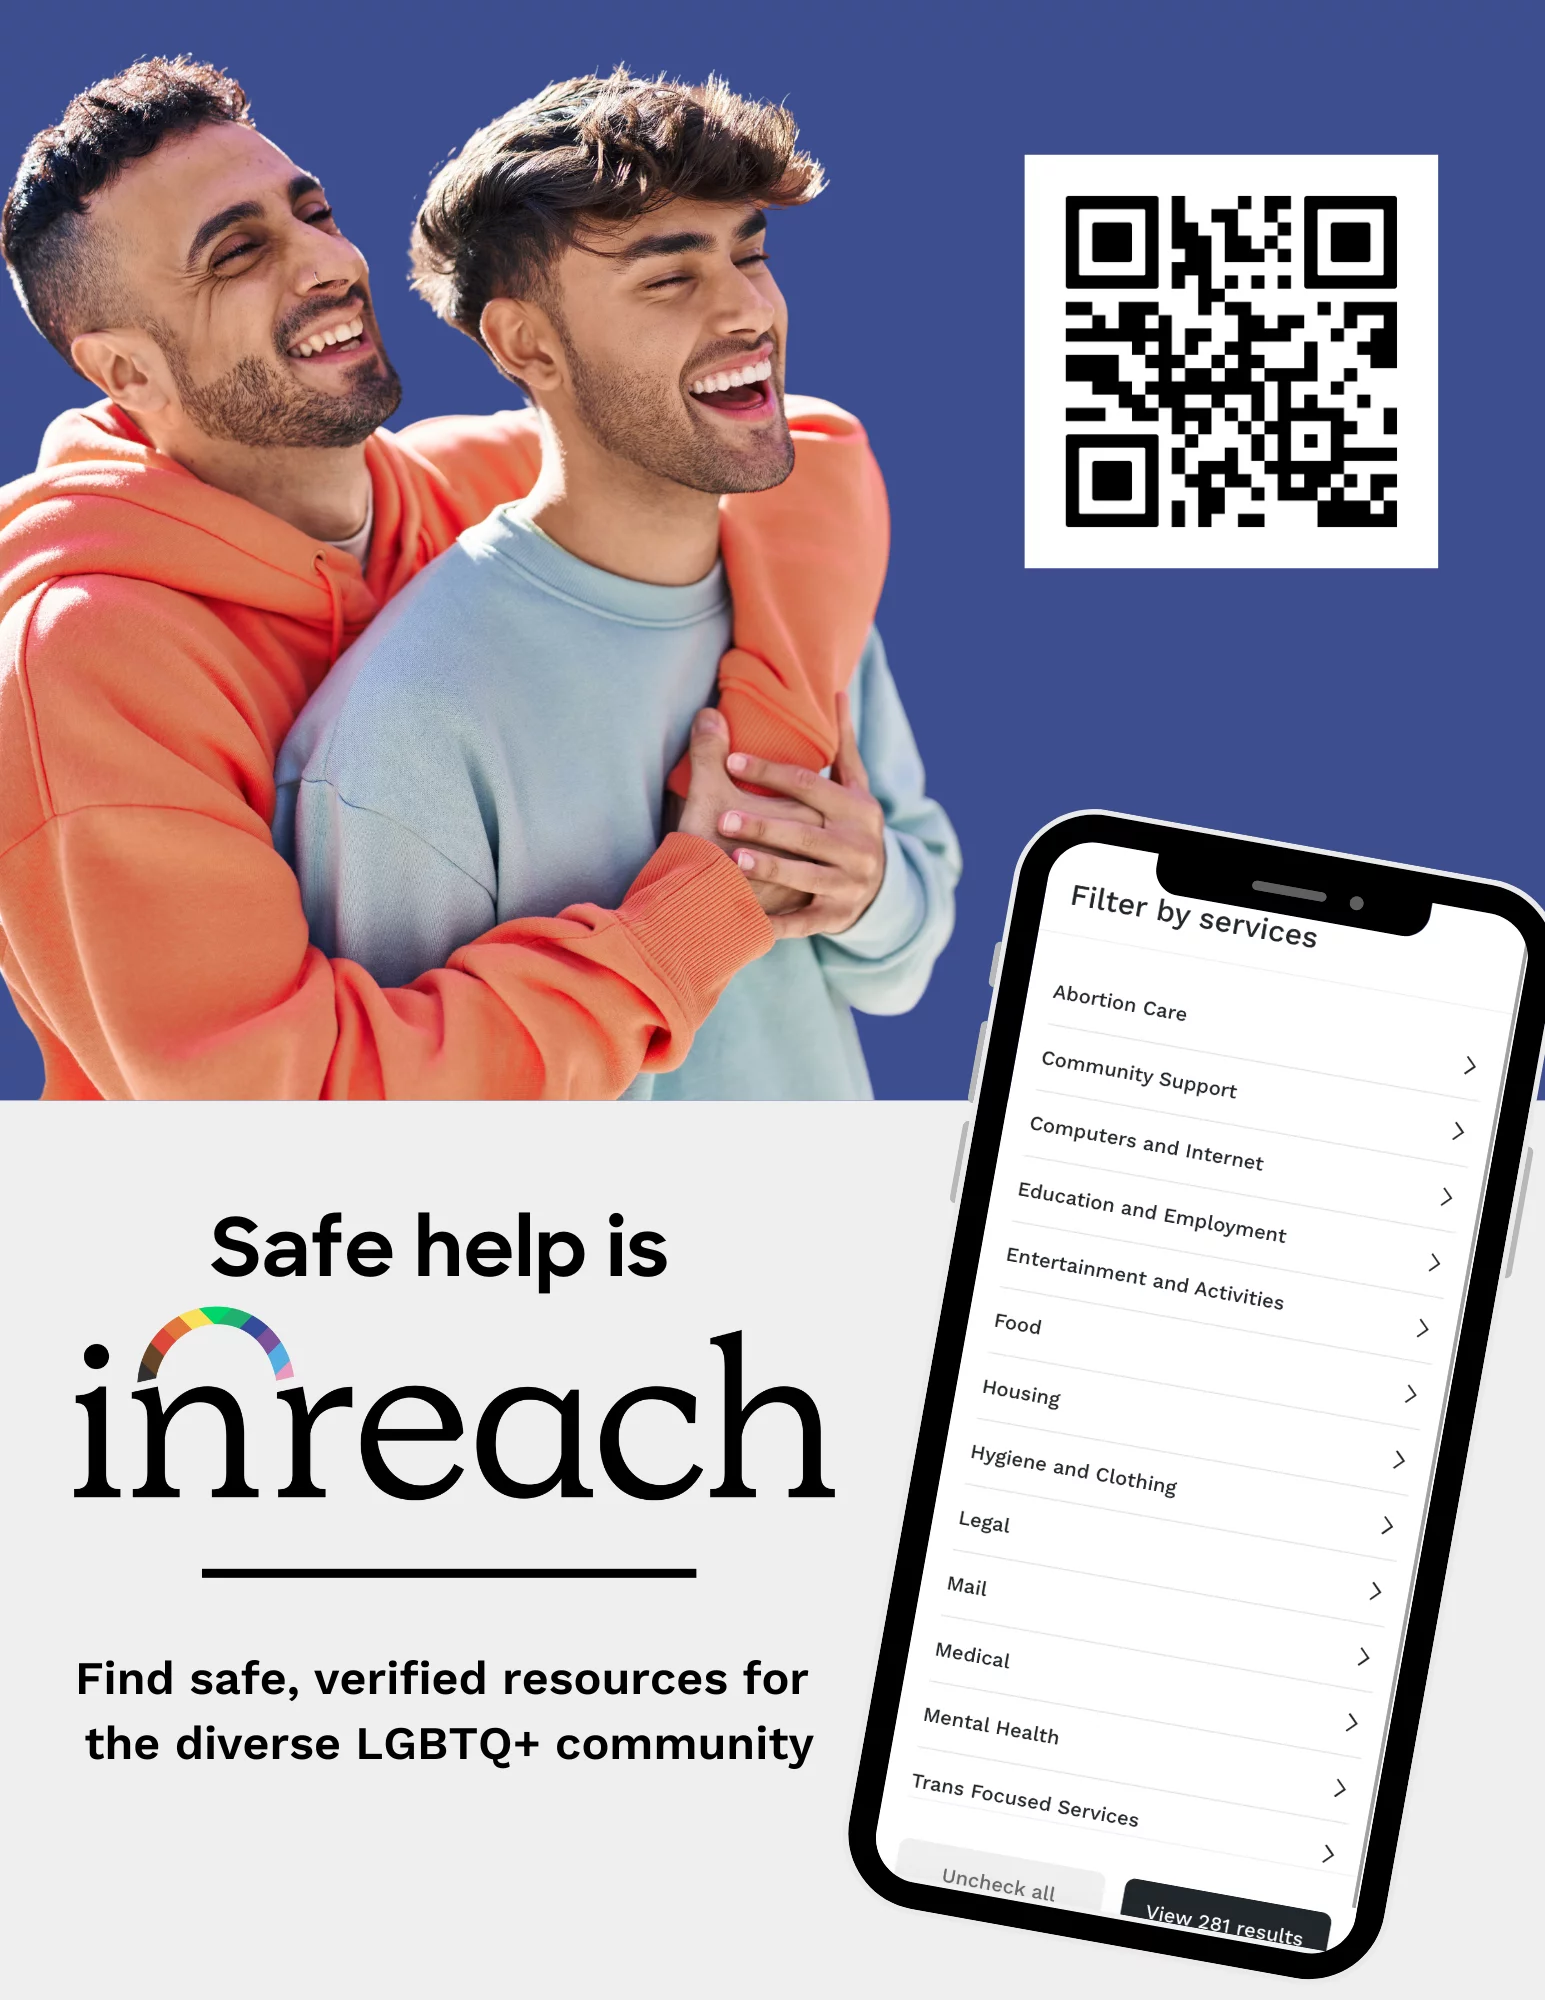 Safe help is
inreach
Find safe, verified resources for
the diverse LGBTQ+ community
Filter by services
Abortion Care
Community Support
Computers and Internet
Education and Employment
Entertainment and Activities
Food
Housing
Hygiene and Clothing
Legal
Mail
Medical
Mental Health
Trans Focused Services
Uncheck all
View 281 results